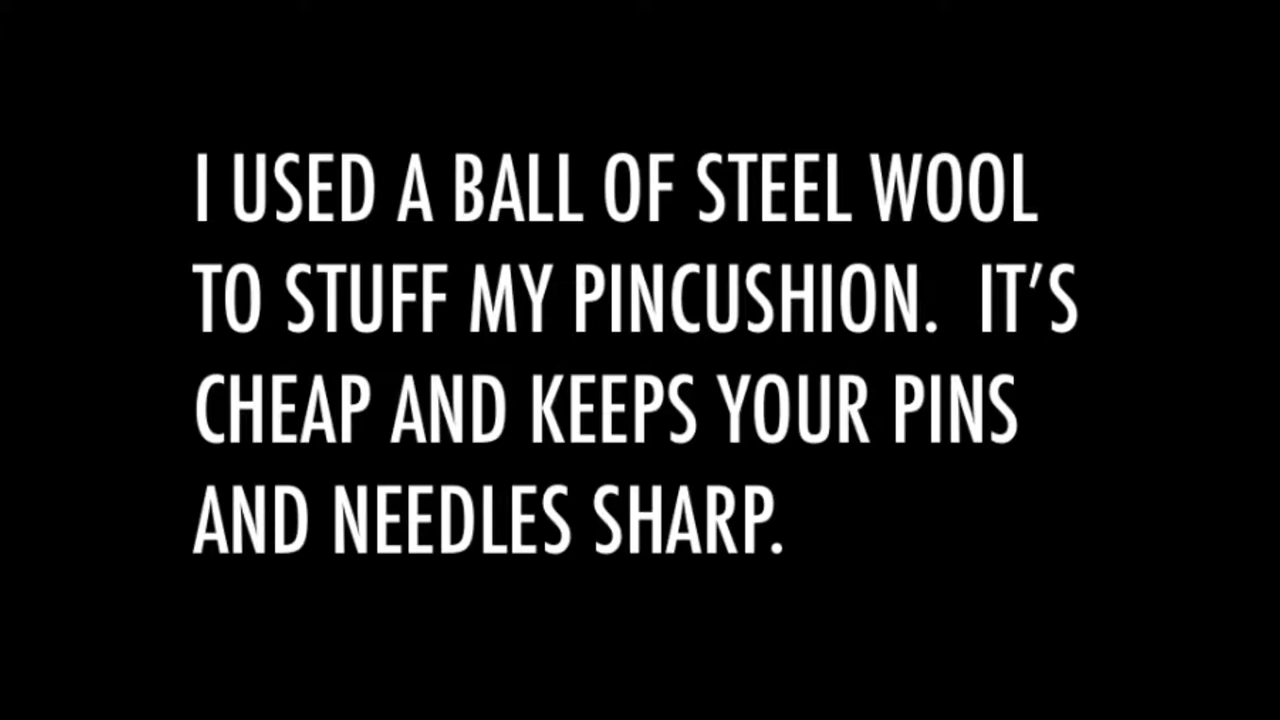 I USED A BALL OF STEEL WOOL
TO STUFF MY PINCUSHION.  IT’S
CHEAP AND KEEPS YOUR PINS
AND NEEDLES SHARP.